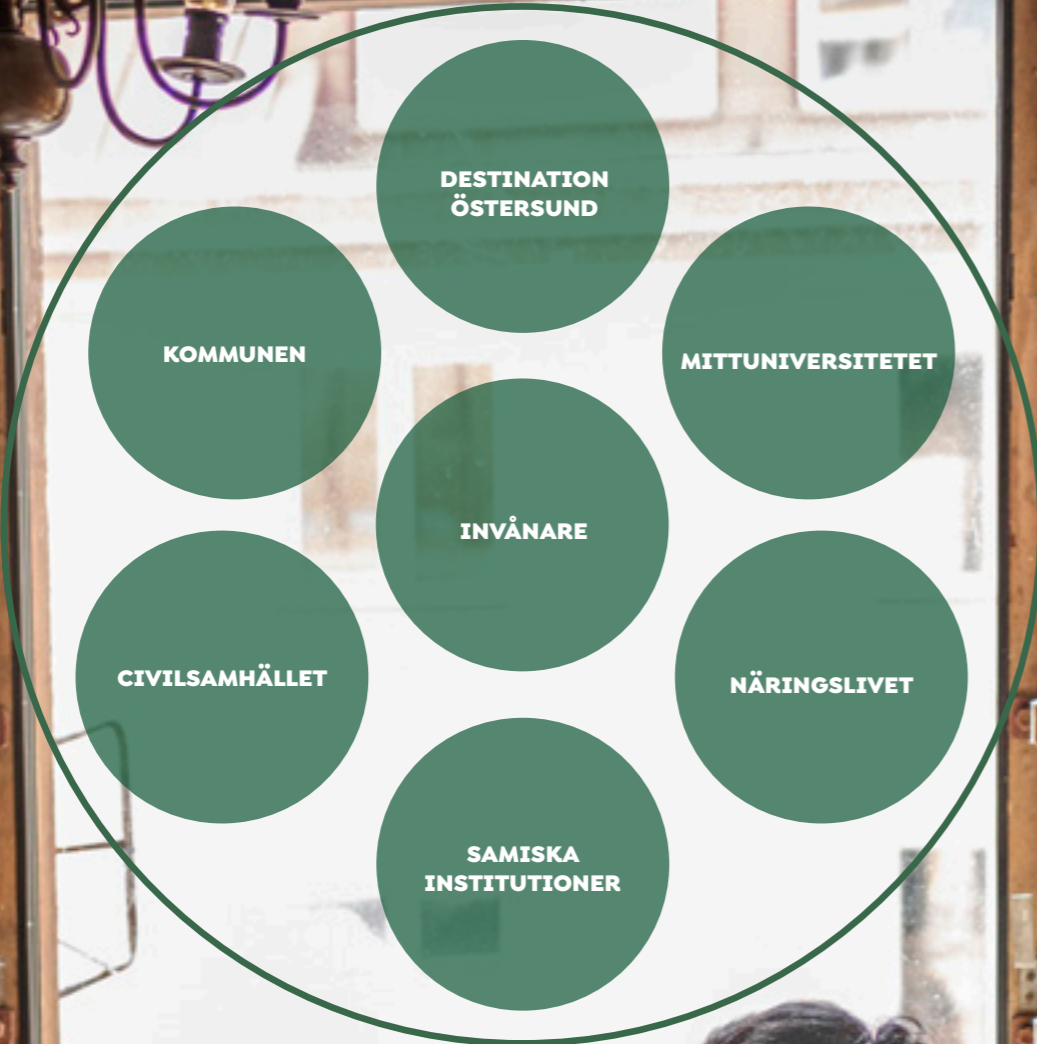 DESTINATION
ÖSTERSUND
KOMMUNEN
MITTUNIVERSITETET
INVÅNARE
CIVILSAMHÄLLET
NÄRINGSLIVET
SAMISKA
INSTITUTIONER